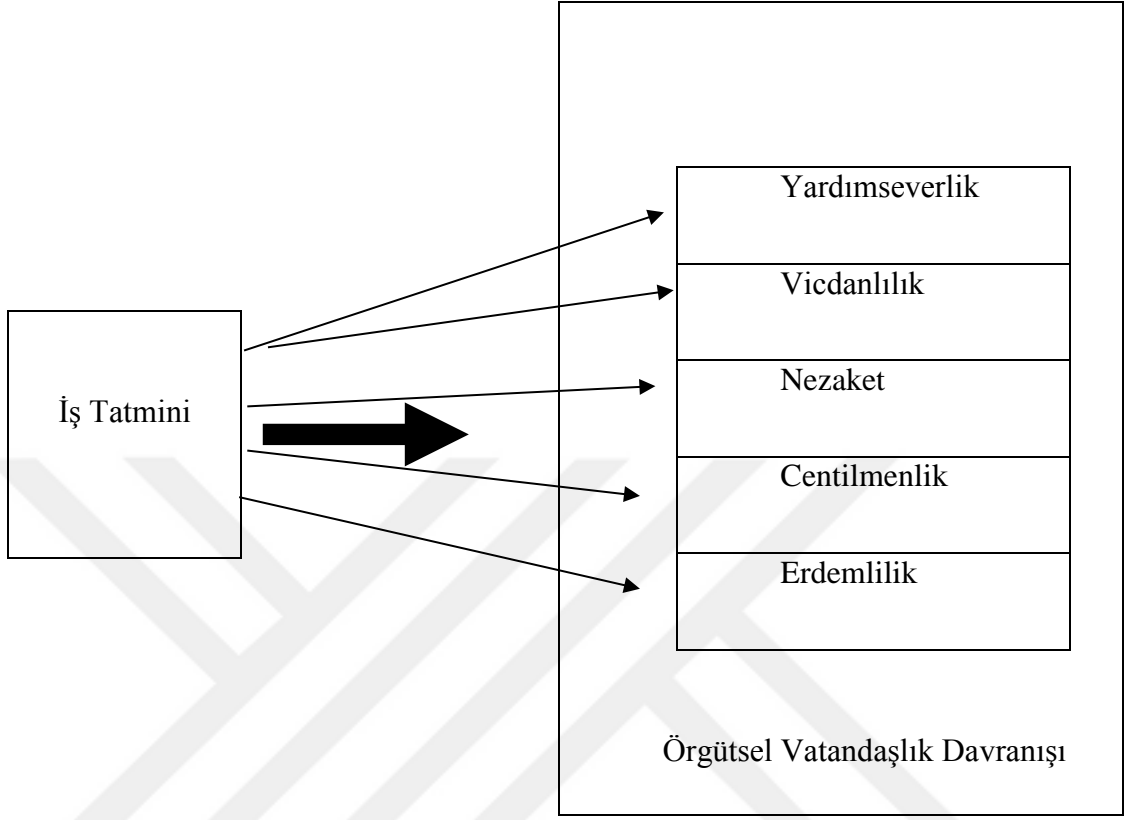 Yardımseverlik
Vicdanlılık
Nezaket
İş Tatmini
Centilmenlik
Erdemlilik
Örgütsel Vatandaşlık Davranışı